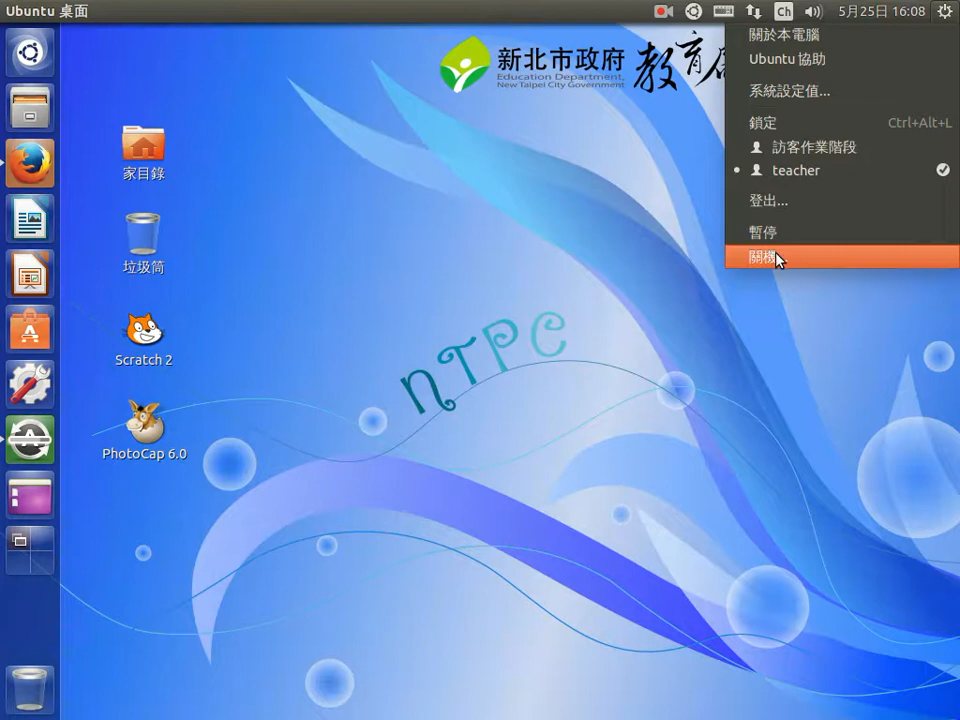 Ubuntu 桌面
Ch
5月25日 16:08
新北市政府
Education Department,
New Taipei City Government
教育
關於本電腦
Ubuntu 協助
系統設定值...
鎖定 Ctrl+Alt+L
訪客作業階段
teacher
登出...
暫停
關機
家目錄
垃圾筒
Scratch 2
PhotoCap 6.0
NTPC